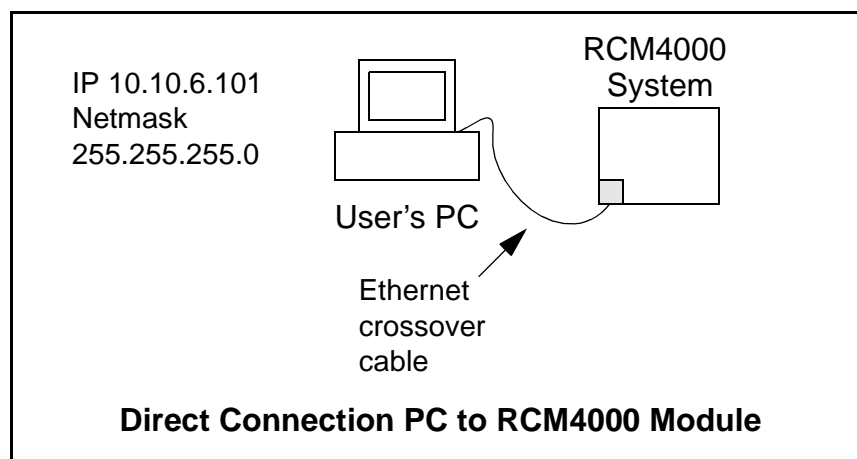 IP 10.10.6.101
Netmask
255.255.255.0
RCM4000
System
User's PC
Ethernet
crossover
cable
Direct Connection PC to RCM4000 Module